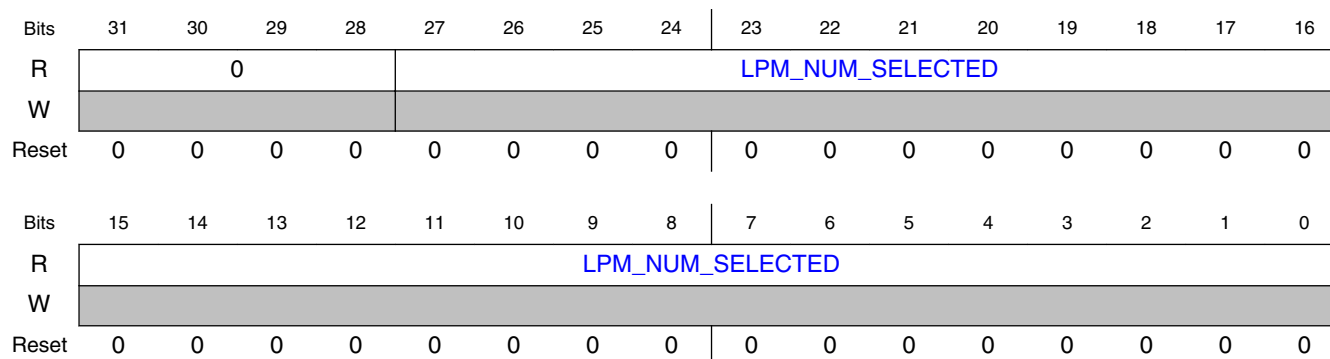 Bits 31 30 29 28 27 26 25 24 23 22 21 20 19 18 17 16
R 0 LPM_NUM_SELECTED
W
Reset 0 0 0 0 0 0 0 0 0 0 0 0 0 0 0 0
Bits 15 14 13 12 11 10 9 8 7 6 5 4 3 2 1 0
R LPM_NUM_SELECTED
W
Reset 0 0 0 0 0 0 0 0 0 0 0 0 0 0 0 0